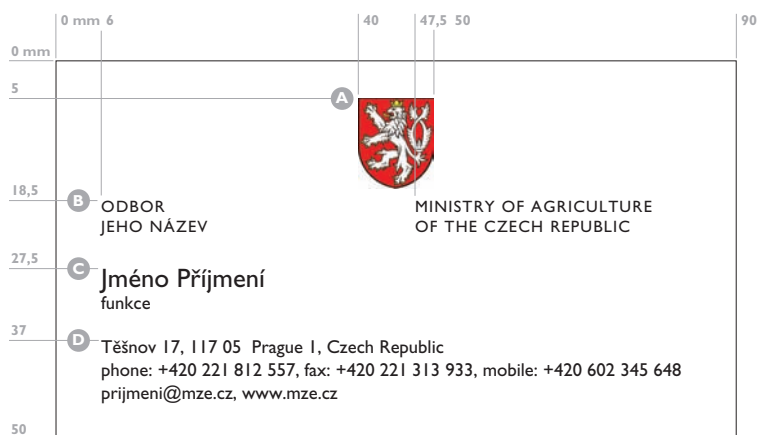 0 mm 6 40 47,5 50 90
0 mm
5
A
18,5
B
ODBOR
JEHO NÁZEV
MINISTRY OF AGRICULTURE
OF THE CZECH REPUBLIC
27,5
C
Jméno Příjmení
funkce
37
D
Těšnov 17, 117 05 Prague 1, Czech Republic
phone: +420 221 812 557, fax: +420 221 313 933, mobile: +420 602 345 648
prijmeni@mze.cz, www.mze.cz
50